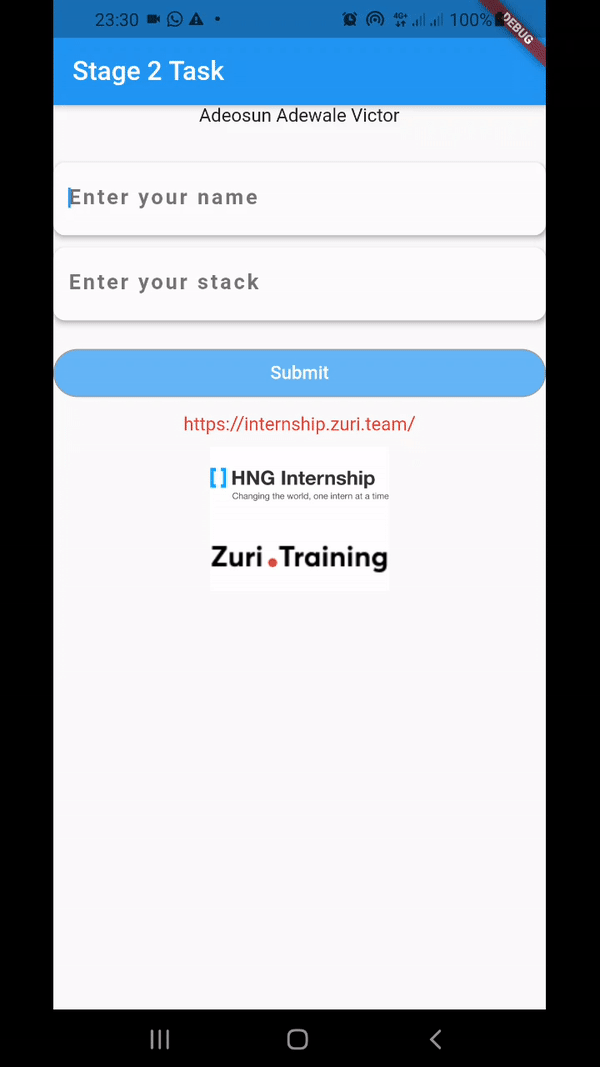 23:30 4G+ 100%
DEBUG
Stage 2 Task
Adeosun Adewale Victor
Enter your name
Enter your stack
Submit
https://internship.zuri.team/
[ ] HNG Internship
Changing the world, one intern at a time
Zuri.Training